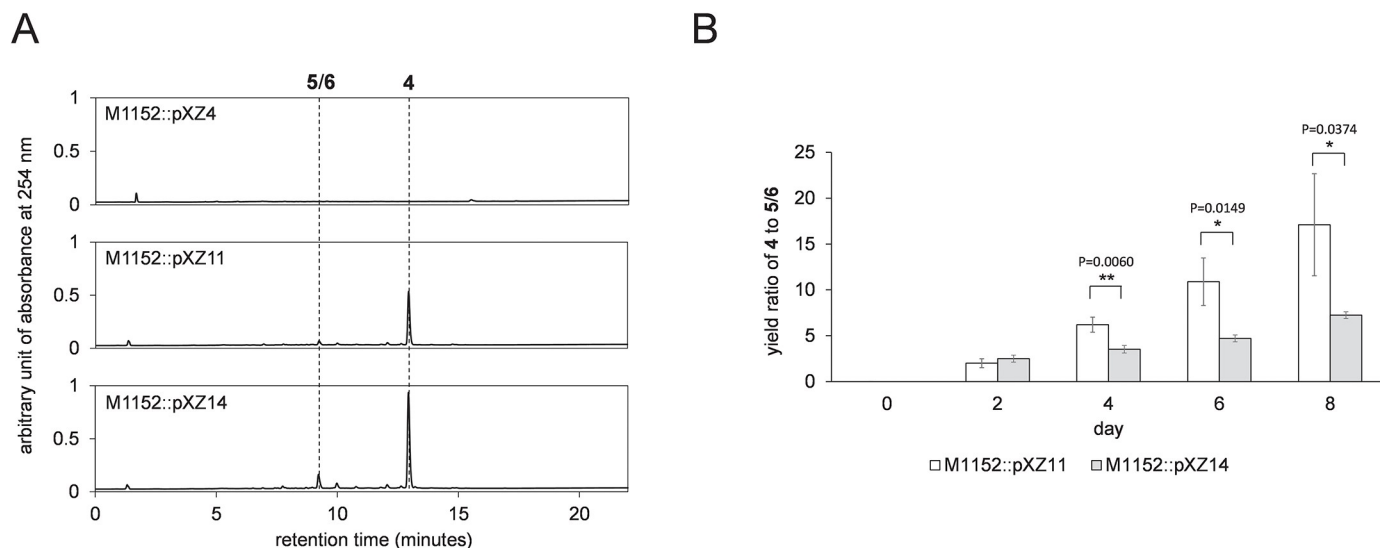 A
5/6 4
arbitrary unit of absorbance at 254 nm
1
M1152::pXZ4
0.5
0
1
M1152::pXZ11
0.5
0
1
M1152::pXZ14
0.5
0
0 5 10 15 20
retention time (minutes)
B
yield ratio of 4 to 5/6
25
20
15
10
5
0
P=0.0060
**
P=0.0149
*
P=0.0374
*
0 2 4 6 8
day
M1152::pXZ11 M1152::pXZ14